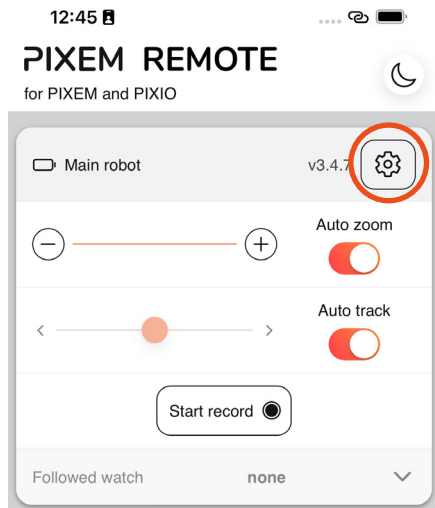 12:45
PIXEM REMOTE
for PIXEM and PIXIO
Main robot
v3.4.7
Auto zoom
Auto track
Start record
Followed watch none